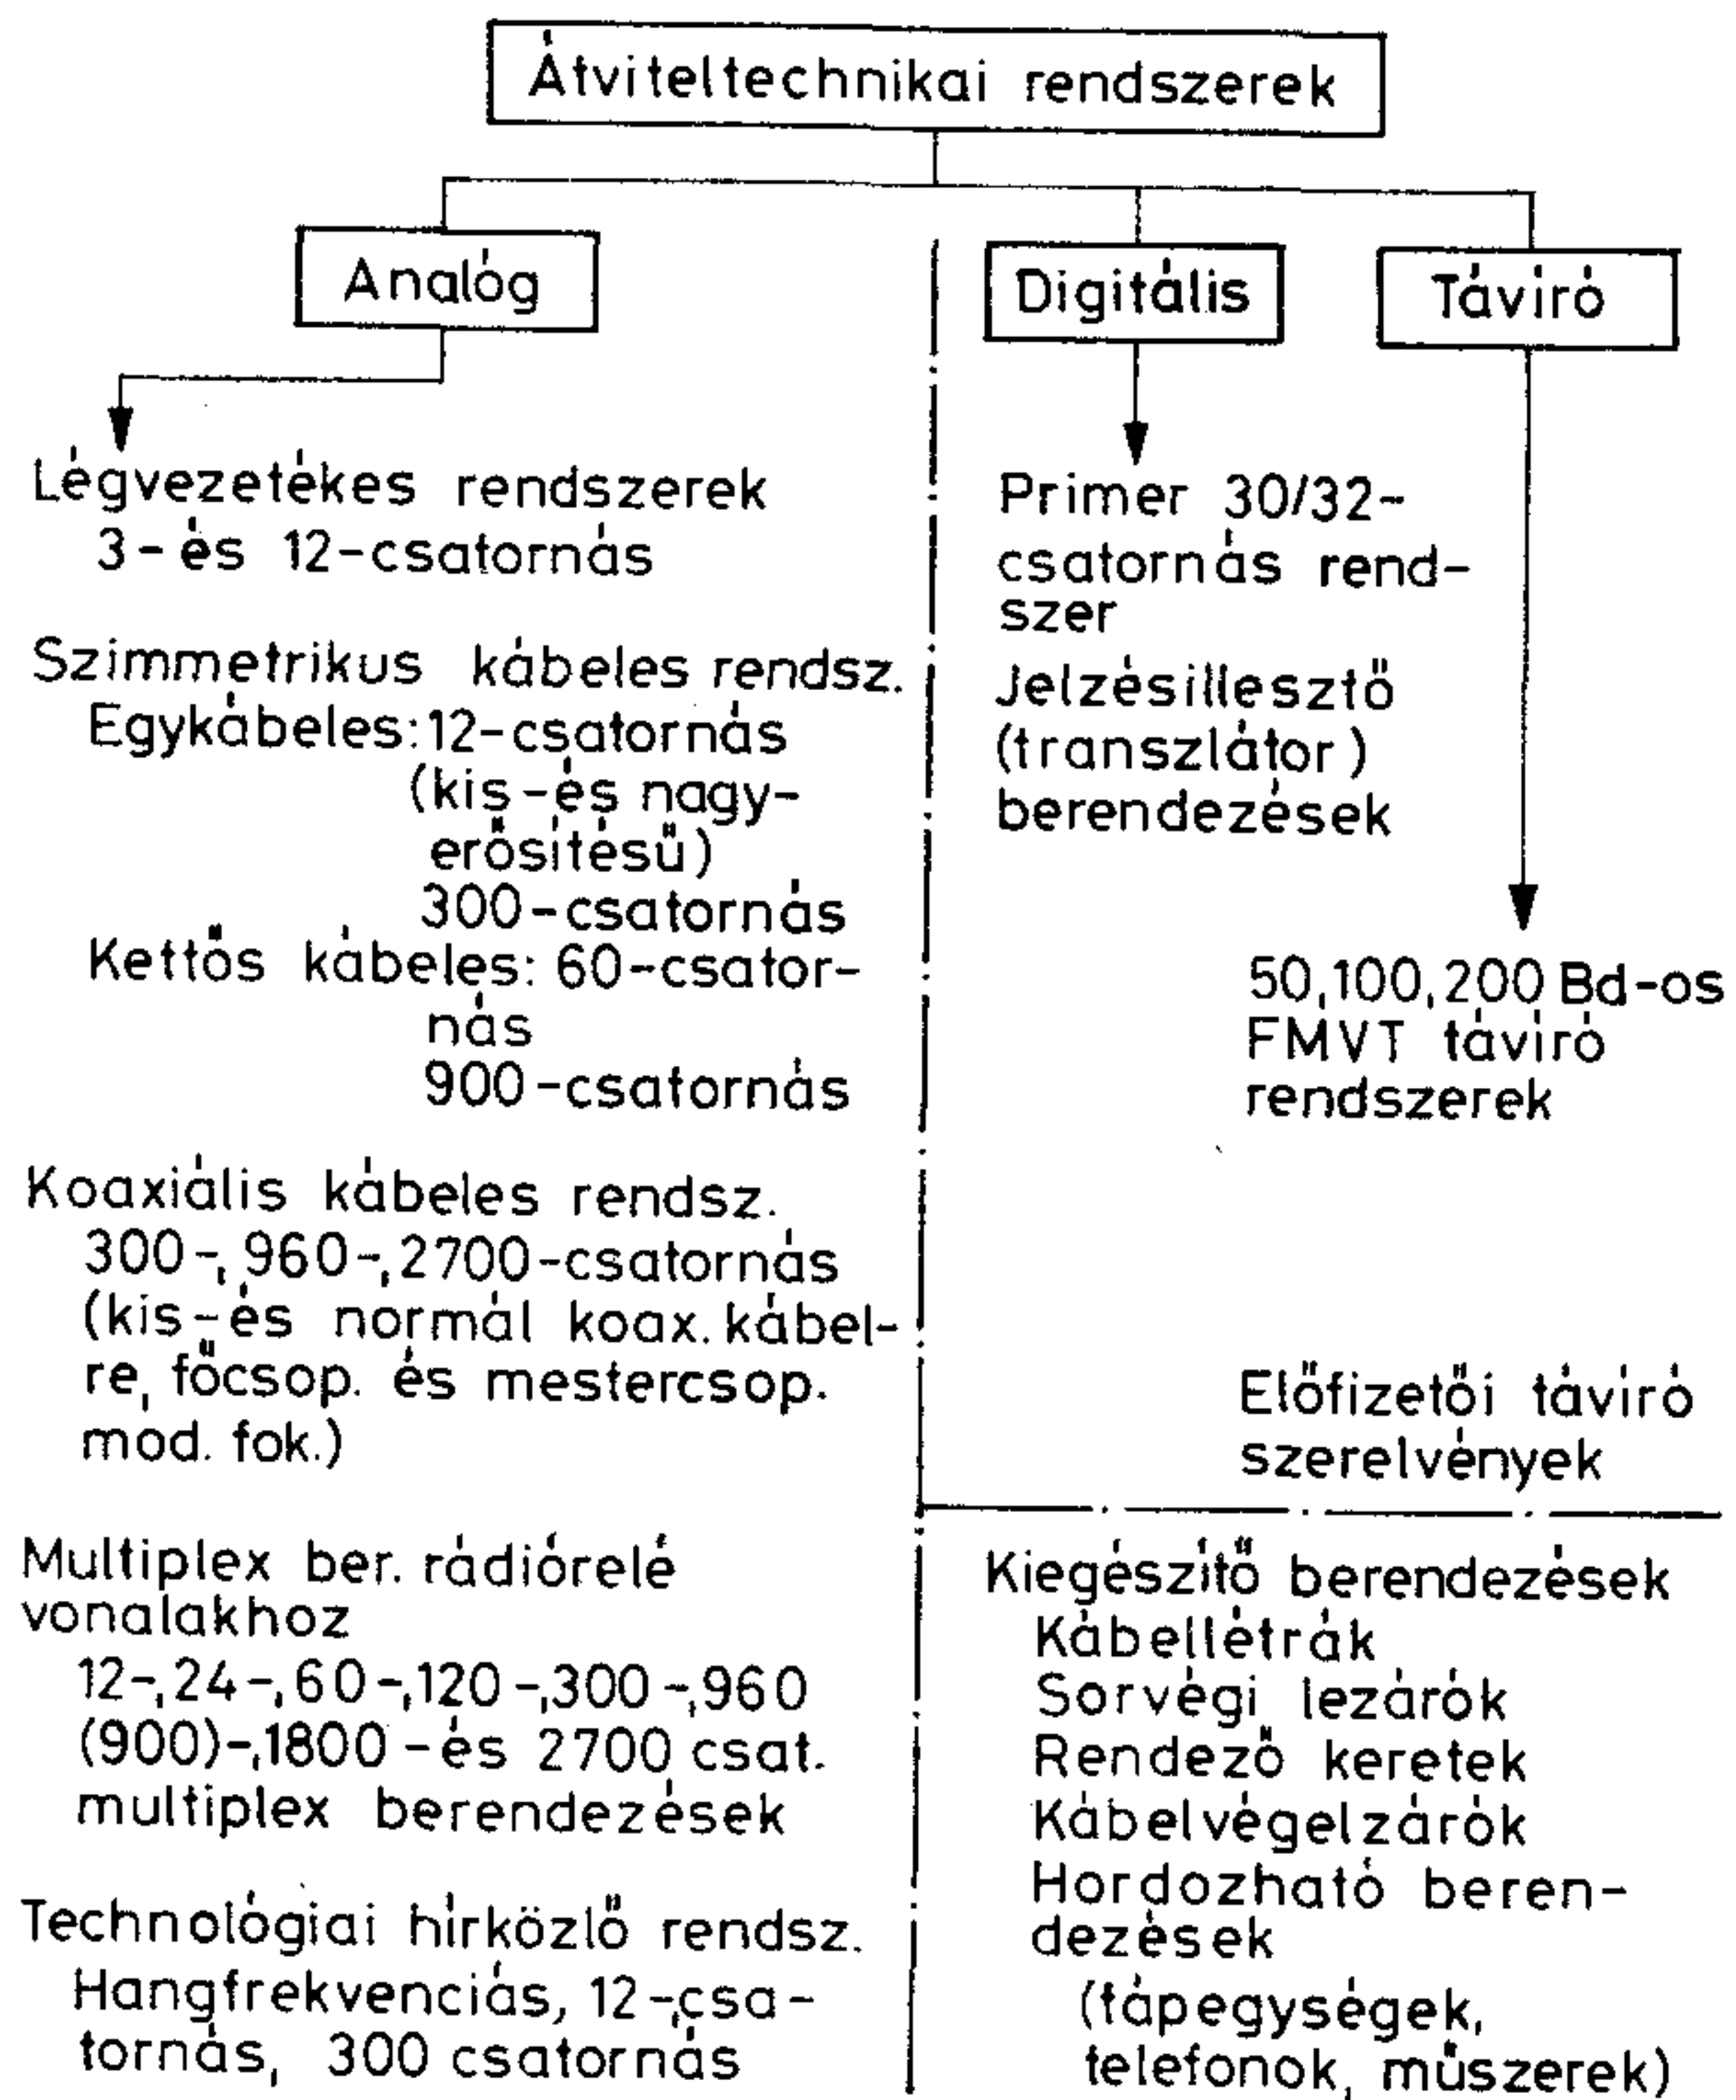 Átviteltechnikai rendszerek
Analóg
Digitális
Távíró
Légvezetékes rendszerek
3-és 12-csatornás
Szimmetrikus kábeles rendsz.
Egykábeles: 12-csatornás
(kis-és nagy-
erősítésű)
300-csatornás
Kettős kábeles: 60-csator-
nás
900-csatornás
Koaxiális kábeles rendsz.
300-, 960-, 2700-csatornás
(kis-és normál koax. kábel-
re, főcsop. és mestercsop.
mod. fok.)
Multiplex ber. rádiórelé
vonalakhoz
12-, 24-, 60-, 120-, 300-, 960
(900)-, 1800-és 2700 csat.
multiplex berendezések
Technológiai hírközlő rendsz.
Hangfrekvenciás, 12-csa-
tornás, 300 csatornás
Primer 30/32-
csatornás rend-
szer
Jelzésillesztő
(transzlátor)
berendezések
50, 100, 200 Bd-os
FMVT távíró
rendszerek
Előfizetői távíró
szerelvények
Kiegészítő berendezések
Kábellétrák
Sorvégi lezárók
Rendező keretek
Kábelvégelzárók
Hordozható beren-
dezések
(tápegységek,
telefonok, műszerek)